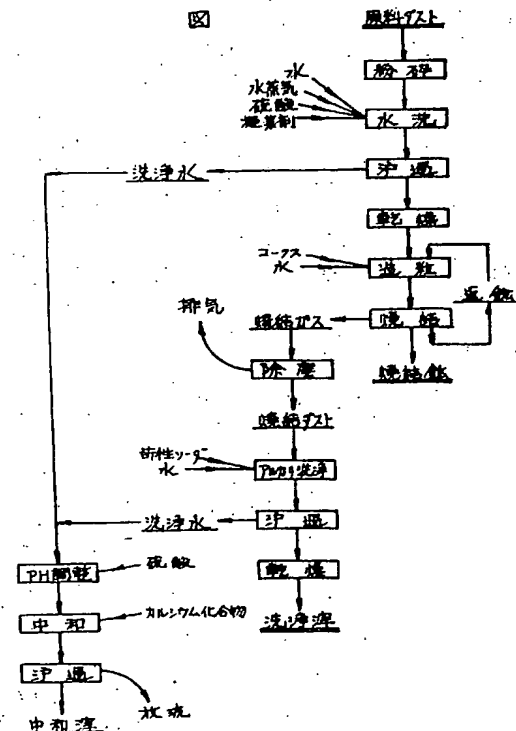 図
原料ダスト
粉砕
水
水蒸気
硫酸
凝集剤
水洗
洗浄水
沪過
乾燥
コークス
水
造粒
返鉱
排気
焼結ガス
焼結
焼結鉱
除塵
焼結ダスト
苛性ソーダ
水
アルカリ洗浄
洗浄水
沪過
PH調整
硫酸
乾燥
中和
カルシウム化合物
洗浄滓
沪過
中和滓
放流